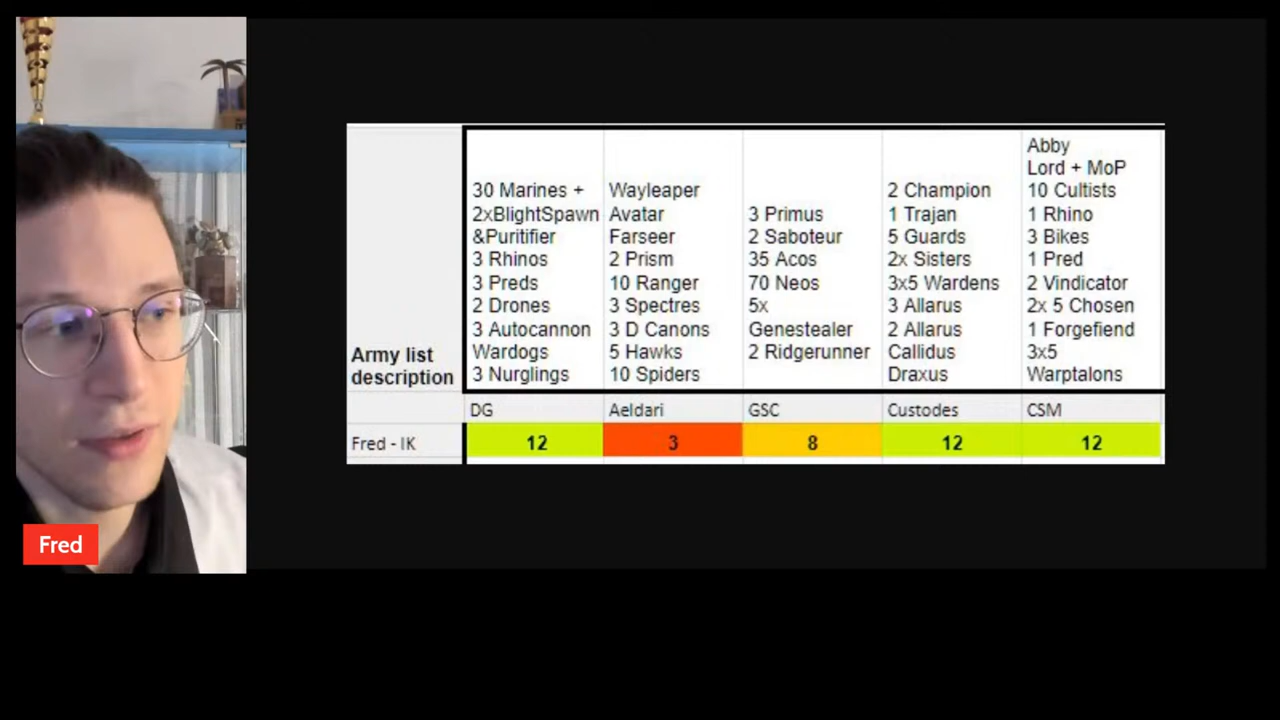 Army list
description
30 Marines +
2xBlightSpawn
&Puritifier
3 Rhinos
3 Preds
2 Drones
3 Autocannon
Wardogs
3 Nurglings
Wayleaper
Avatar
Farseer
2 Prism
10 Ranger
3 Spectres
3 D Canons
5 Hawks
10 Spiders
3 Primus
2 Saboteur
35 Acos
70 Neos
5x
Genestealer
2 Ridgerunner
2 Champion
1 Trajan
5 Guards
2x Sisters
3x5 Wardens
3 Allarus
2 Allarus
Callidus
Draxus
Abby
Lord + MoP
10 Cultists
1 Rhino
3 Bikes
1 Pred
2 Vindicator
2x 5 Chosen
1 Forgefiend
3x5
Warptalons
DG Aeldari GSC Custodes CSM
Fred - IK 12 3 8 12 12
Fred